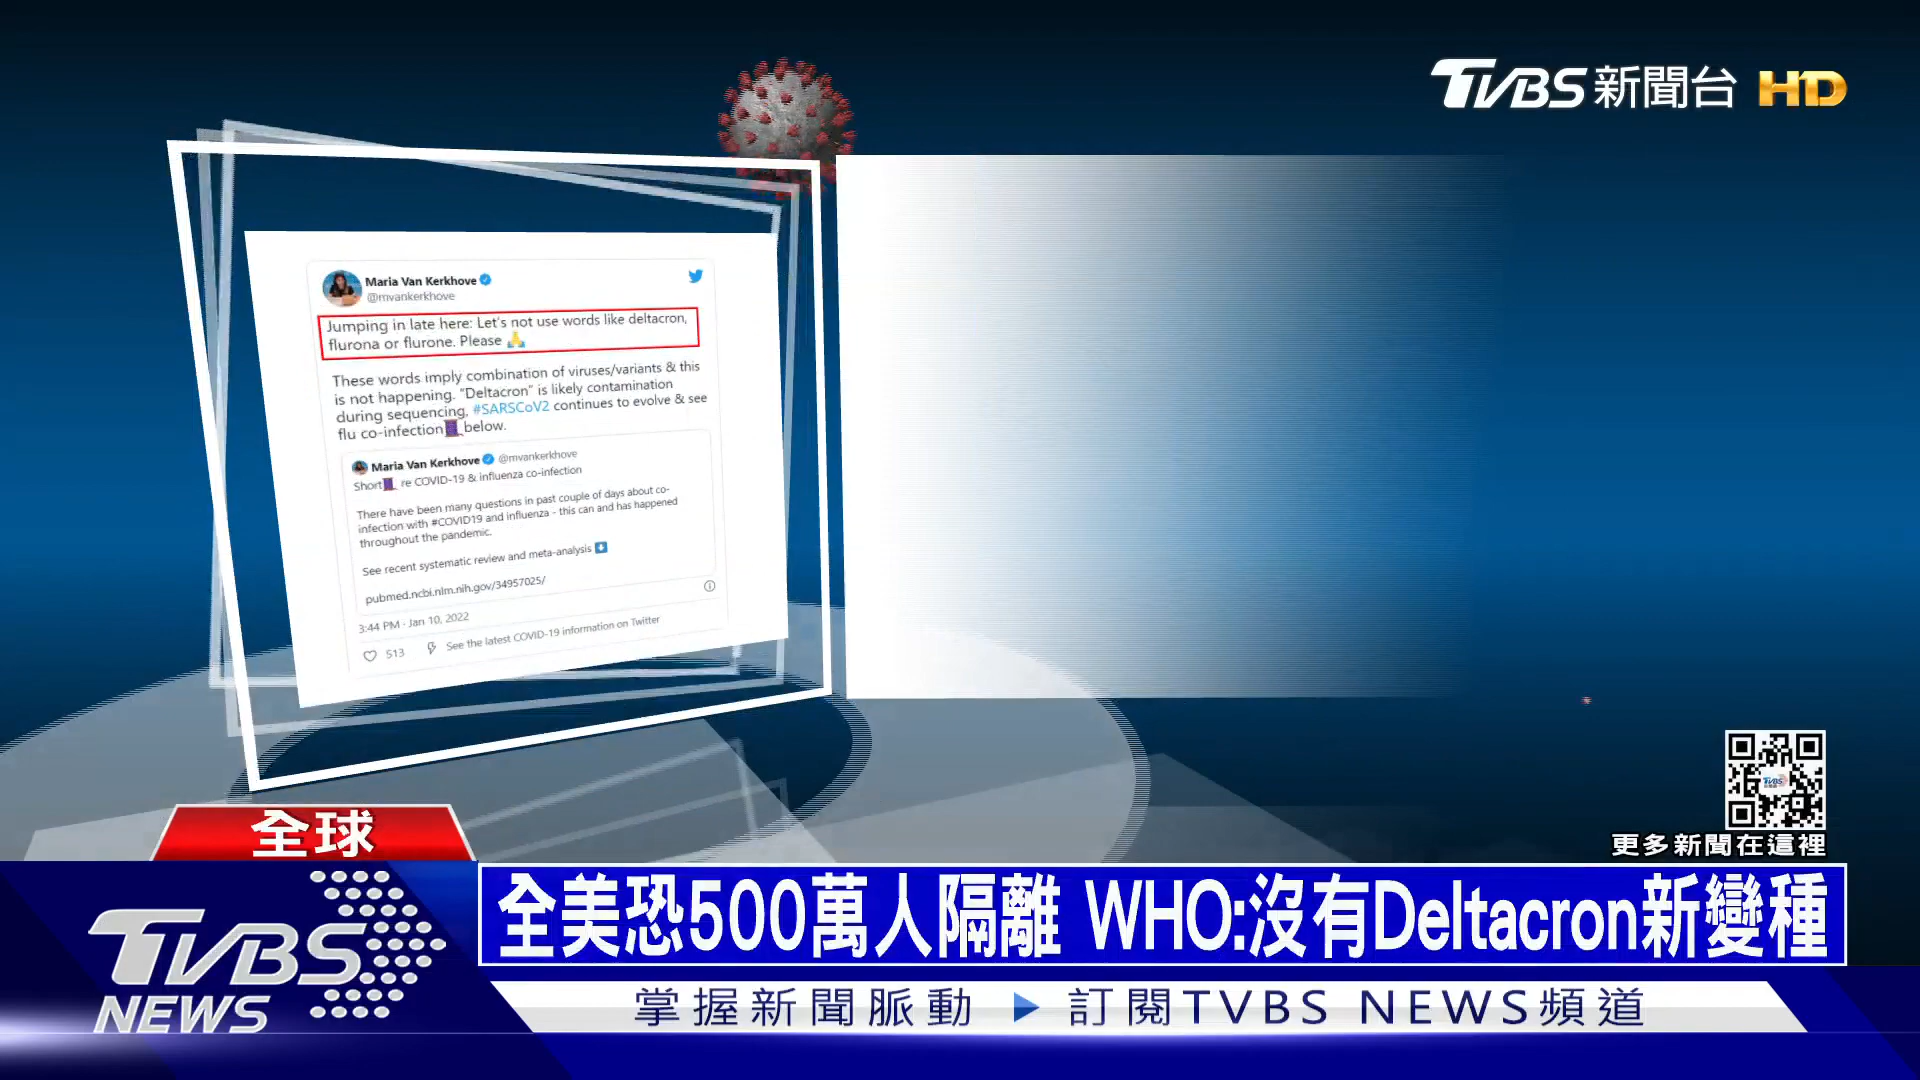 TVBS新聞台 HD
Maria Van Kerkhove
@mvankerkhove
Jumping in late here: Let's not use words like deltacron,
flurona or flurone. Please 🙏
These words imply combination of viruses/variants & this
is not happening. "Deltacron" is likely contamination
during sequencing, #SARSCoV2 continues to evolve & see
flu co-infection🧵below.
Maria Van Kerkhove @mvankerkhove
Short🧵 re COVID-19 & influenza co-infection
There have been many questions in past couple of days about co-
infection with #COVID19 and influenza - this can and has happened
throughout the pandemic.
See recent systematic review and meta-analysis ⬇️
pubmed.ncbi.nlm.nih.gov/34957025/
3:44 PM · Jan 10, 2022
513 See the latest COVID-19 information on Twitter
TVBS
更多新聞在這裡
全球
全美恐500萬人隔離 WHO:沒有Deltacron新變種
TVBS
NEWS
掌握新聞脈動 ▶ 訂閱TVBS NEWS頻道